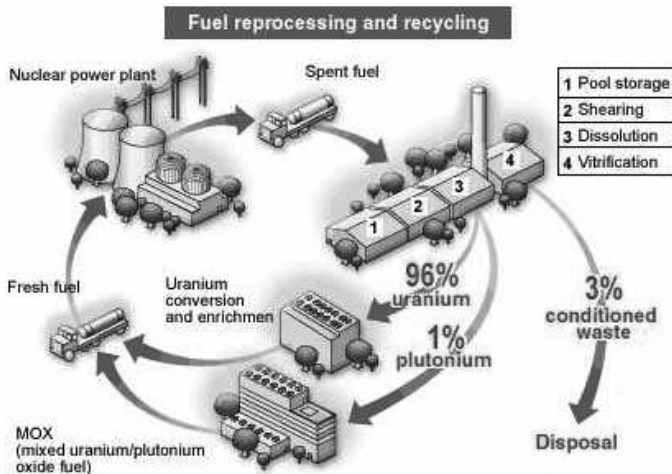 Fuel reprocessing and recycling
Nuclear power plant
Spent fuel
1 Pool storage
2 Shearing
3 Dissolution
4 Vitrification
1
2
3
4
96%
uranium
Uranium
conversion
and enrichmen
1%
plutonium
3%
conditioned
waste
Fresh fuel
MOX
(mixed uranium/plutonium
oxide fuel)
Disposal